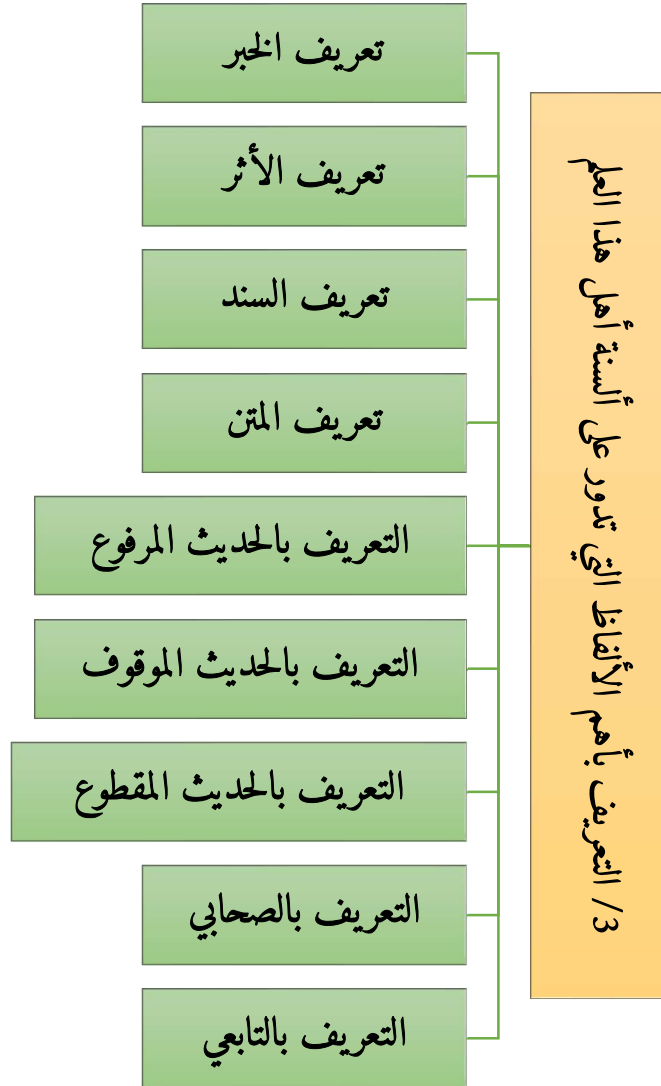 3/ التعريف بأهم الألفاظ التي تدور على ألسنة أهل هذا العلم
تعريف الخبر
تعريف الأثر
تعريف السند
تعريف المتن
التعريف بالحديث المرفوع
التعريف بالحديث الموقوف
التعريف بالحديث المقطوع
التعريف بالصحابي
التعريف بالتابعي